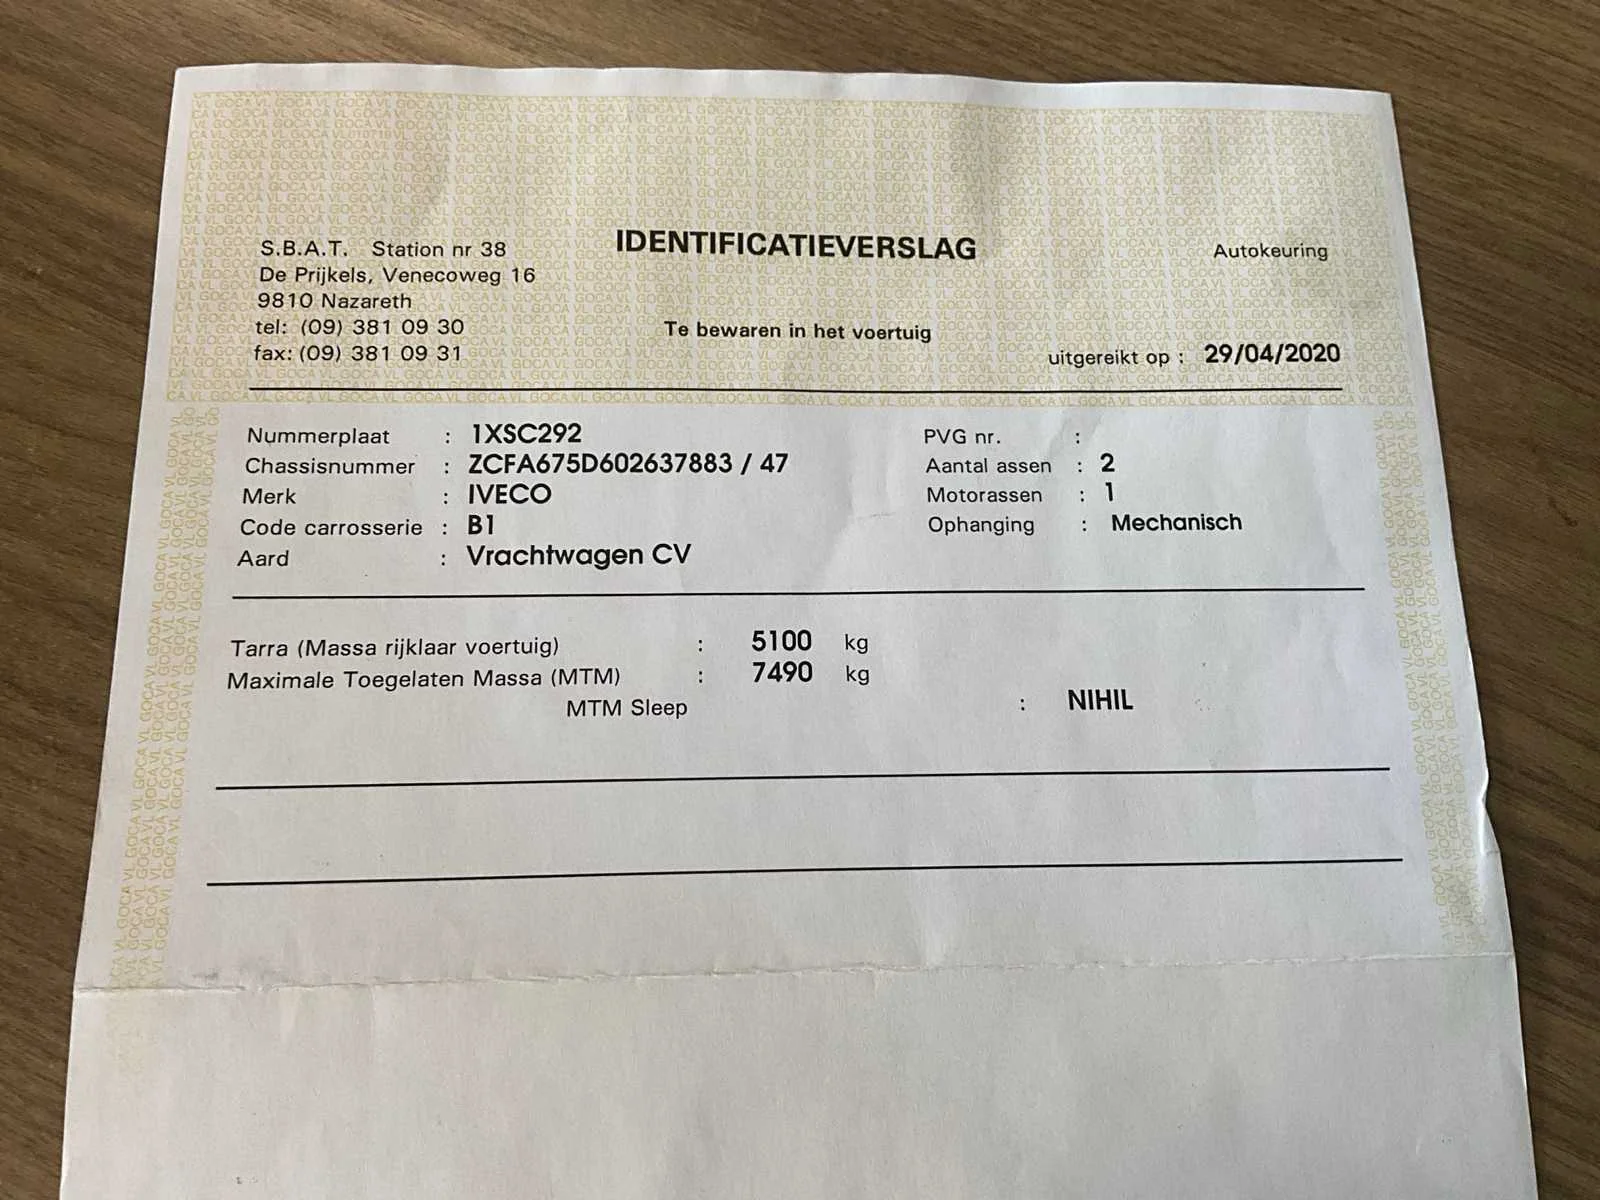 S.B.A.T. Station nr 38
De Prijkels, Venecoweg 16
9810 Nazareth
tel: (09) 381 09 30
fax: (09) 381 09 31
IDENTIFICATIEVERSLAG
Te bewaren in het voertuig
Autokeuring
uitgereikt op : 29/04/2020
Nummerplaat : 1XSC292
Chassisnummer : ZCFA675D602637883 / 47
Merk : IVECO
Code carrosserie : B1
Aard : Vrachtwagen CV
PVG nr. :
Aantal assen : 2
Motorassen : 1
Ophanging : Mechanisch
Tarra (Massa rijklaar voertuig) : 5100 kg
Maximale Toegelaten Massa (MTM) : 7490 kg
MTM Sleep : NIHIL